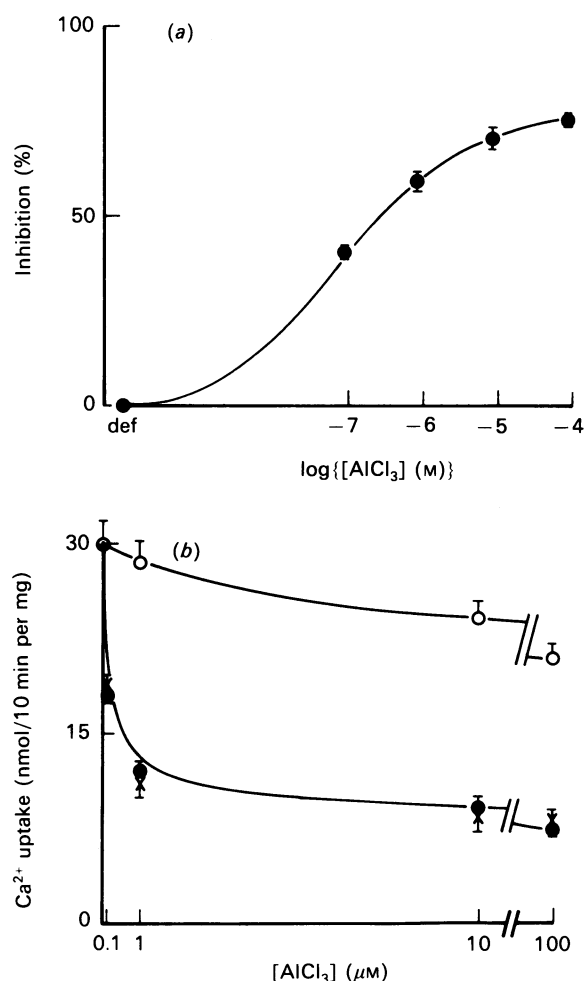 100
(a)
Inhibition (%)
50
0
def
−7
−6
−5
−4
log{[AlCl₃] (M)}
30
(b)
Ca²⁺ uptake (nmol/10 min per mg)
15
0
0.1
1
10
100
[AlCl₃] (μM)